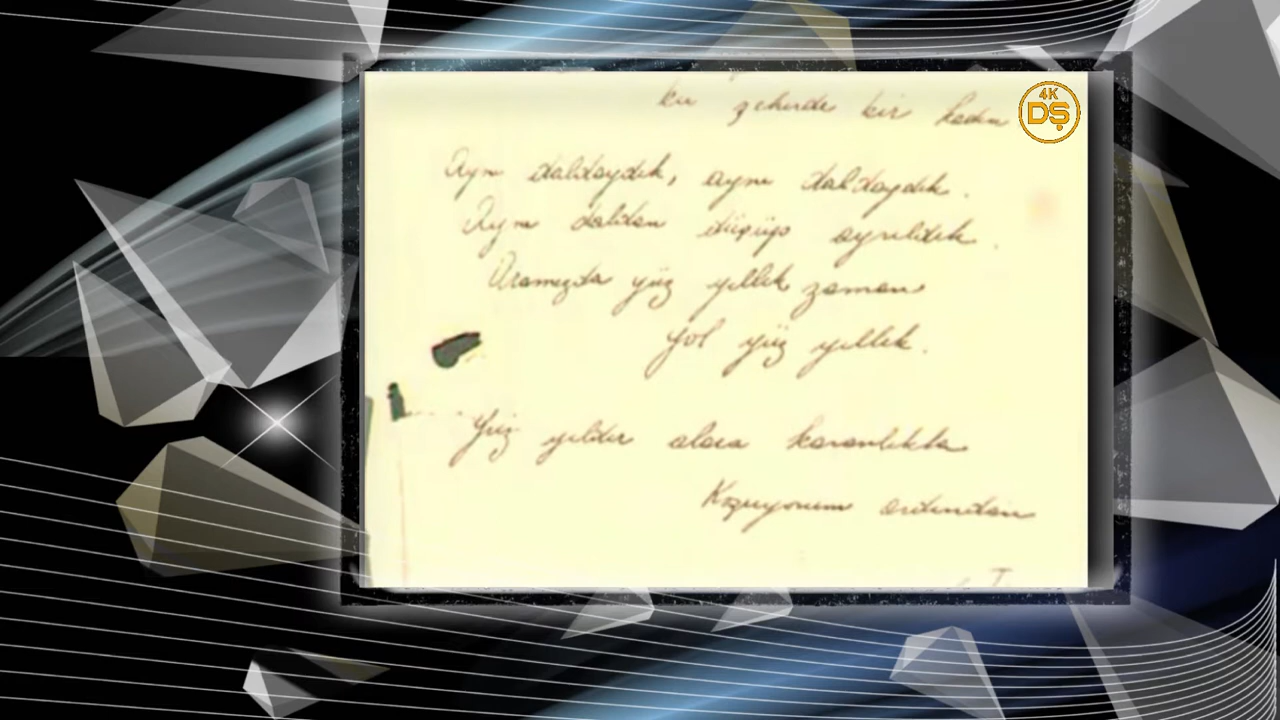 4K
DŞ
bir şehirde bir kadın
Aynı daldaydık, aynı daldaydık.
Aynı daldan düşüp ayrıldık.
Aramızda yüz yıllık zaman
yol yüz yıllık.
Yüz yıldır alaca karanlıkta
Koşuyorum ardından